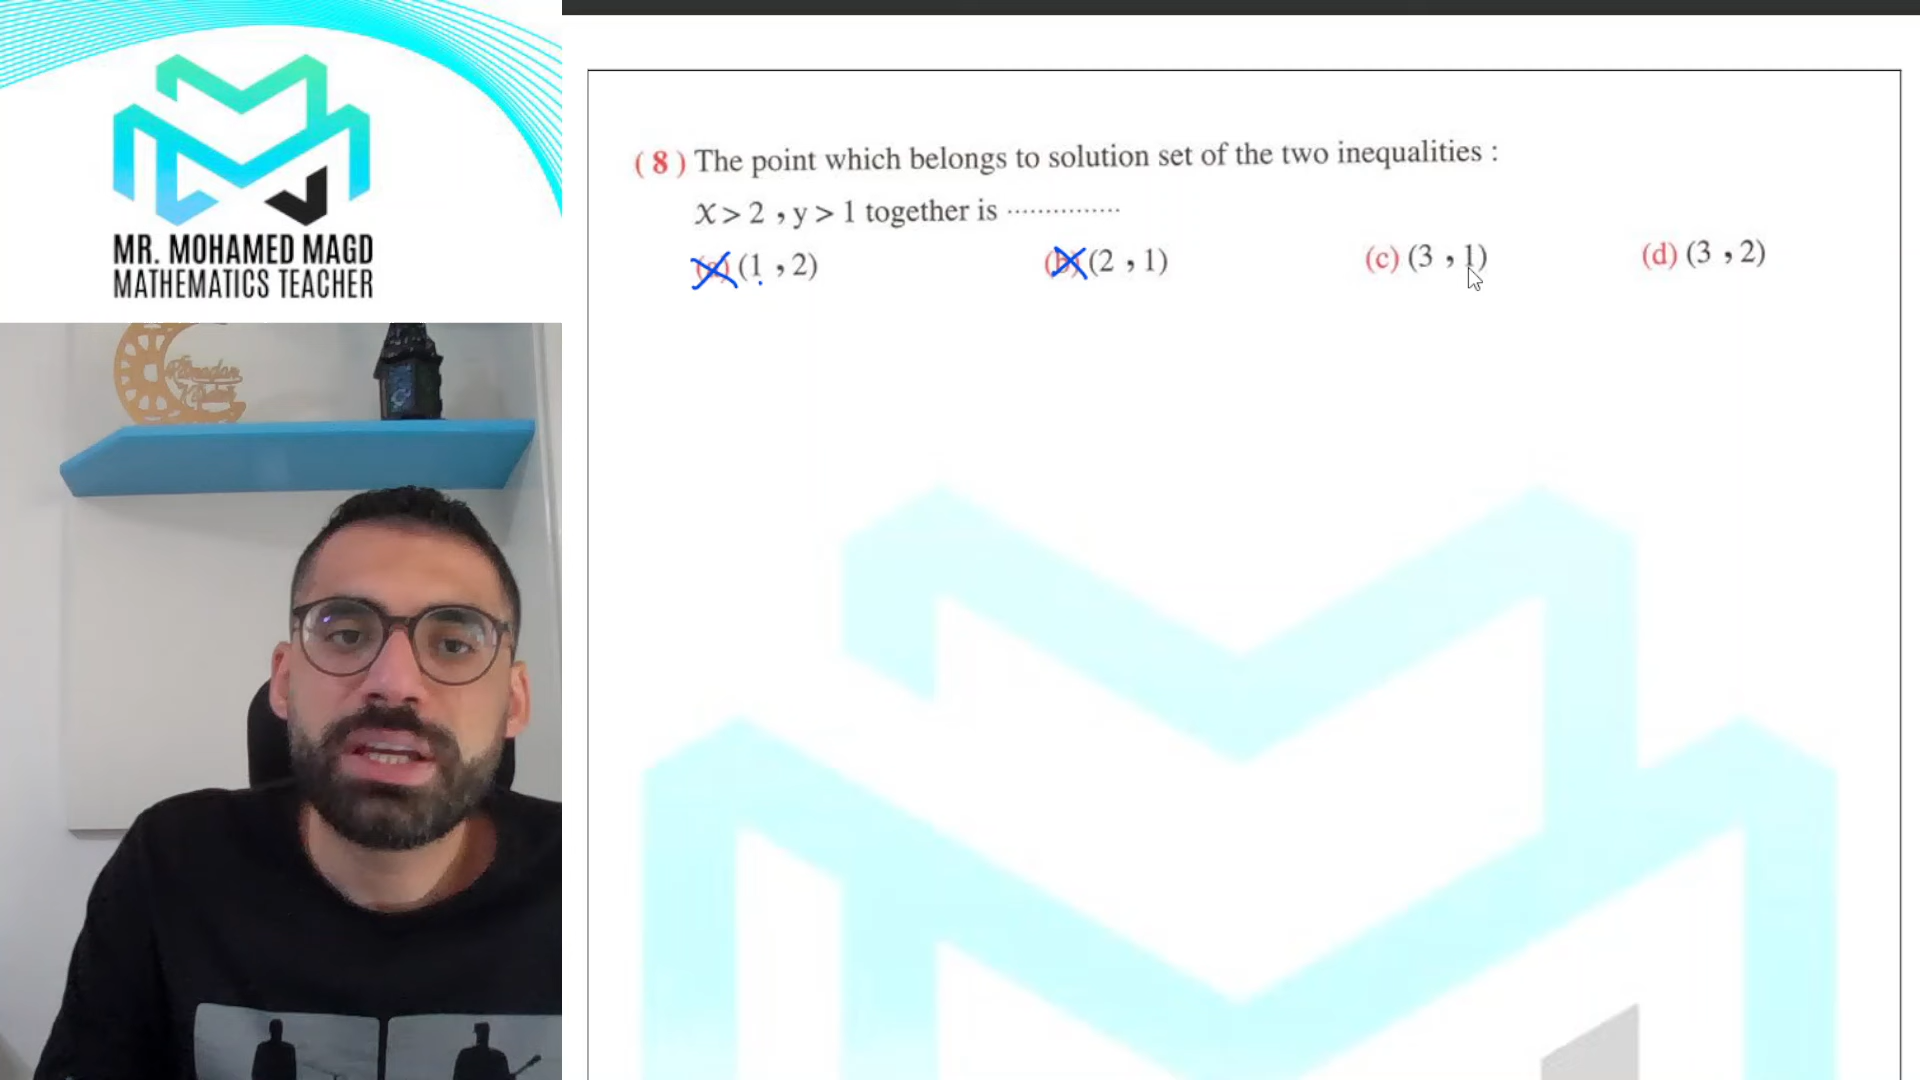 MR. MOHAMED MAGD
MATHEMATICS TEACHER
Ramadan
( 8 ) The point which belongs to solution set of the two inequalities :
x > 2 , y > 1 together is ...............
(a) (1 , 2) (b) (2 , 1) (c) (3 , 1) (d) (3 , 2)